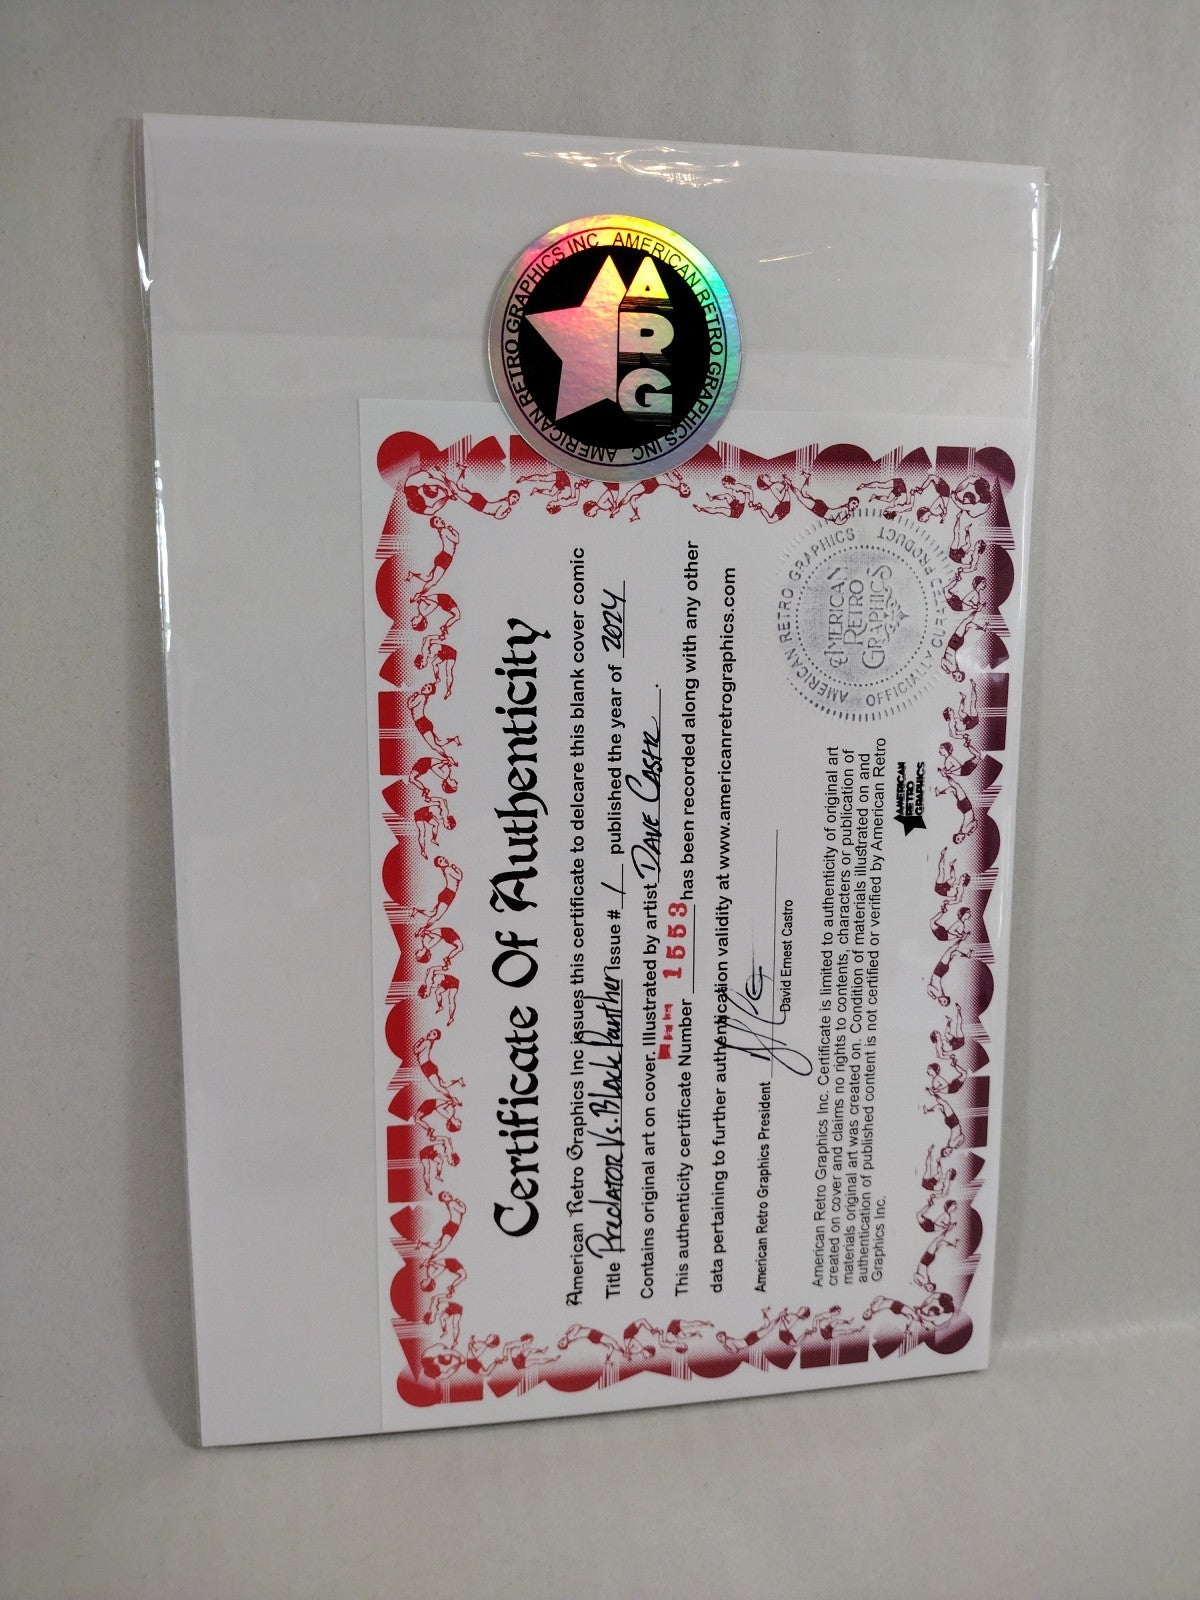 AMERICAN RETRO GRAPHICS INC
AMERICAN RETRO GRAPHICS INC
ARG
Certificate Of Authenticity
American Retro Graphics Inc issues this certificate to delcare this blank cover comic
Title Predator Vs. Black Panther issue # 1 published the year of 2024
Contains original art on cover. Illustrated by artist Dave Castr.
This authenticity certificate Number 1553 has been recorded along with any other
data pertaining to further authentication validity at www.americanretrographics.com
American Retro Graphics President
David Ernest Castro
American Retro Graphics Inc. Certificate is limited to authenticity of original art
created on cover and claims no rights to contents, characters or publication of
materials original art was created on. Condition of materials illustrated on and
authentication of published content is not certified or verified by American Retro
Graphics Inc.
AMERICAN
RETRO
GRAPHICS
AMERICAN RETRO GRAPHICS
OFFICIALLY CURATED PRODUCT
AMERICAN
RETRO
GRAPHICS